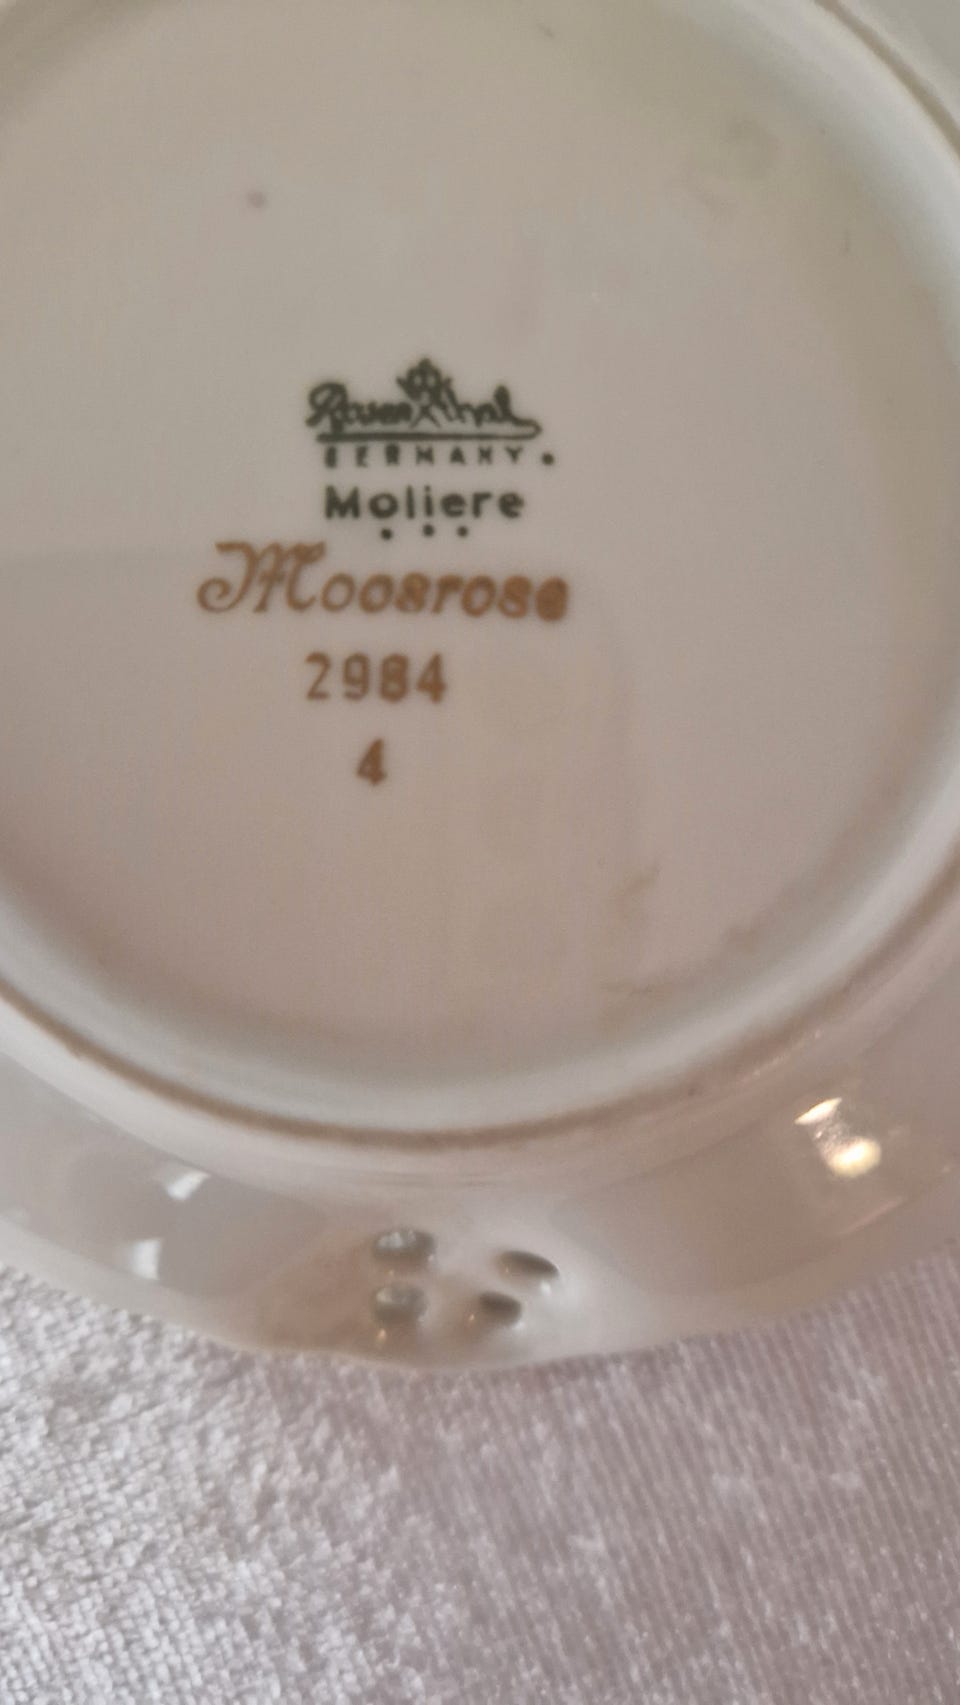 Rosenthal
GERMANY.
Moliere
Moosrose
2984
4